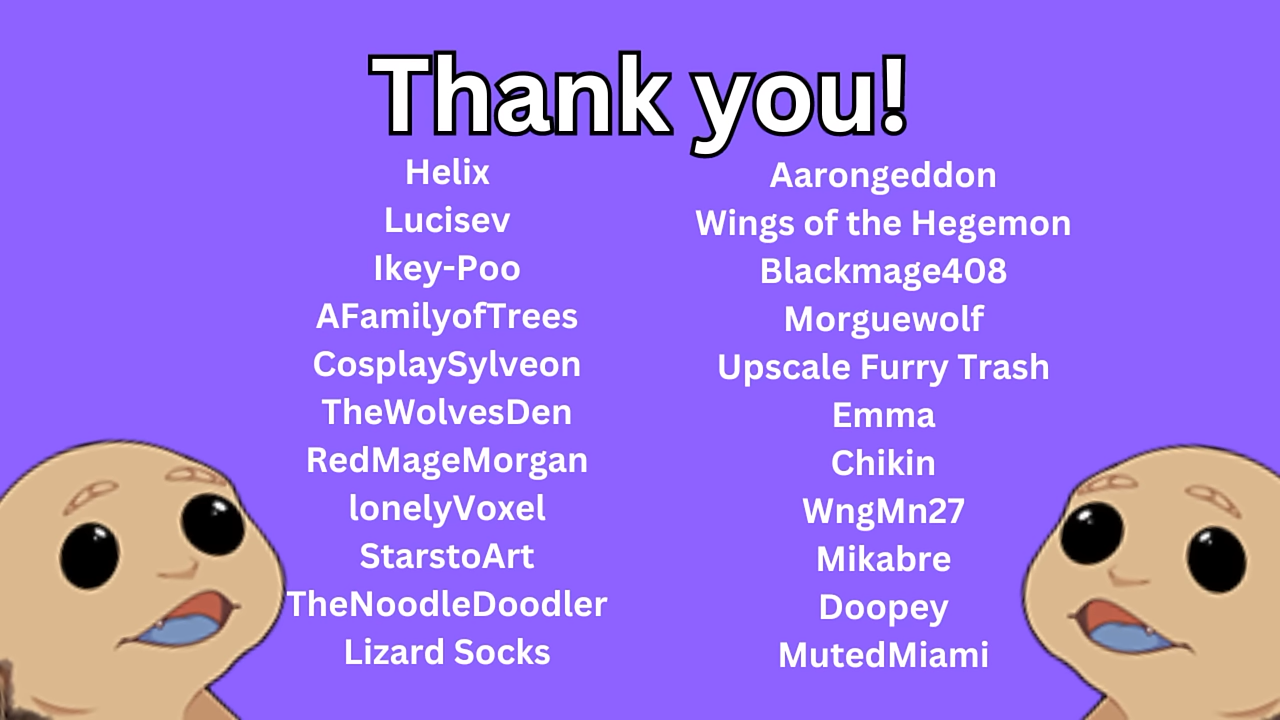 Thank you!
Helix
Lucisev
Ikey-Poo
AFamilyofTrees
CosplaySylveon
TheWolvesDen
RedMageMorgan
lonelyVoxel
StarstoArt
TheNoodleDoodler
Lizard Socks
Aarongeddon
Wings of the Hegemon
Blackmage408
Morguewolf
Upscale Furry Trash
Emma
Chikin
WngMn27
Mikabre
Doopey
MutedMiami